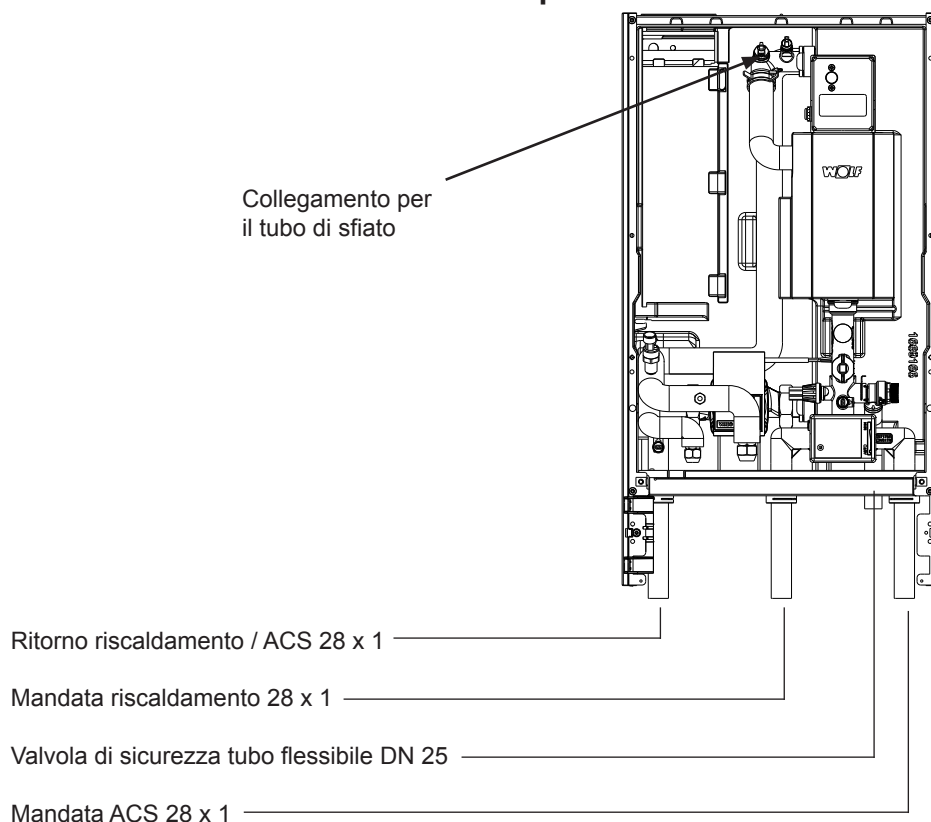 Collegamento per
il tubo di sfiato
WOLF
1669166
Ritorno riscaldamento / ACS 28 x 1
Mandata riscaldamento 28 x 1
Valvola di sicurezza tubo flessibile DN 25
Mandata ACS 28 x 1